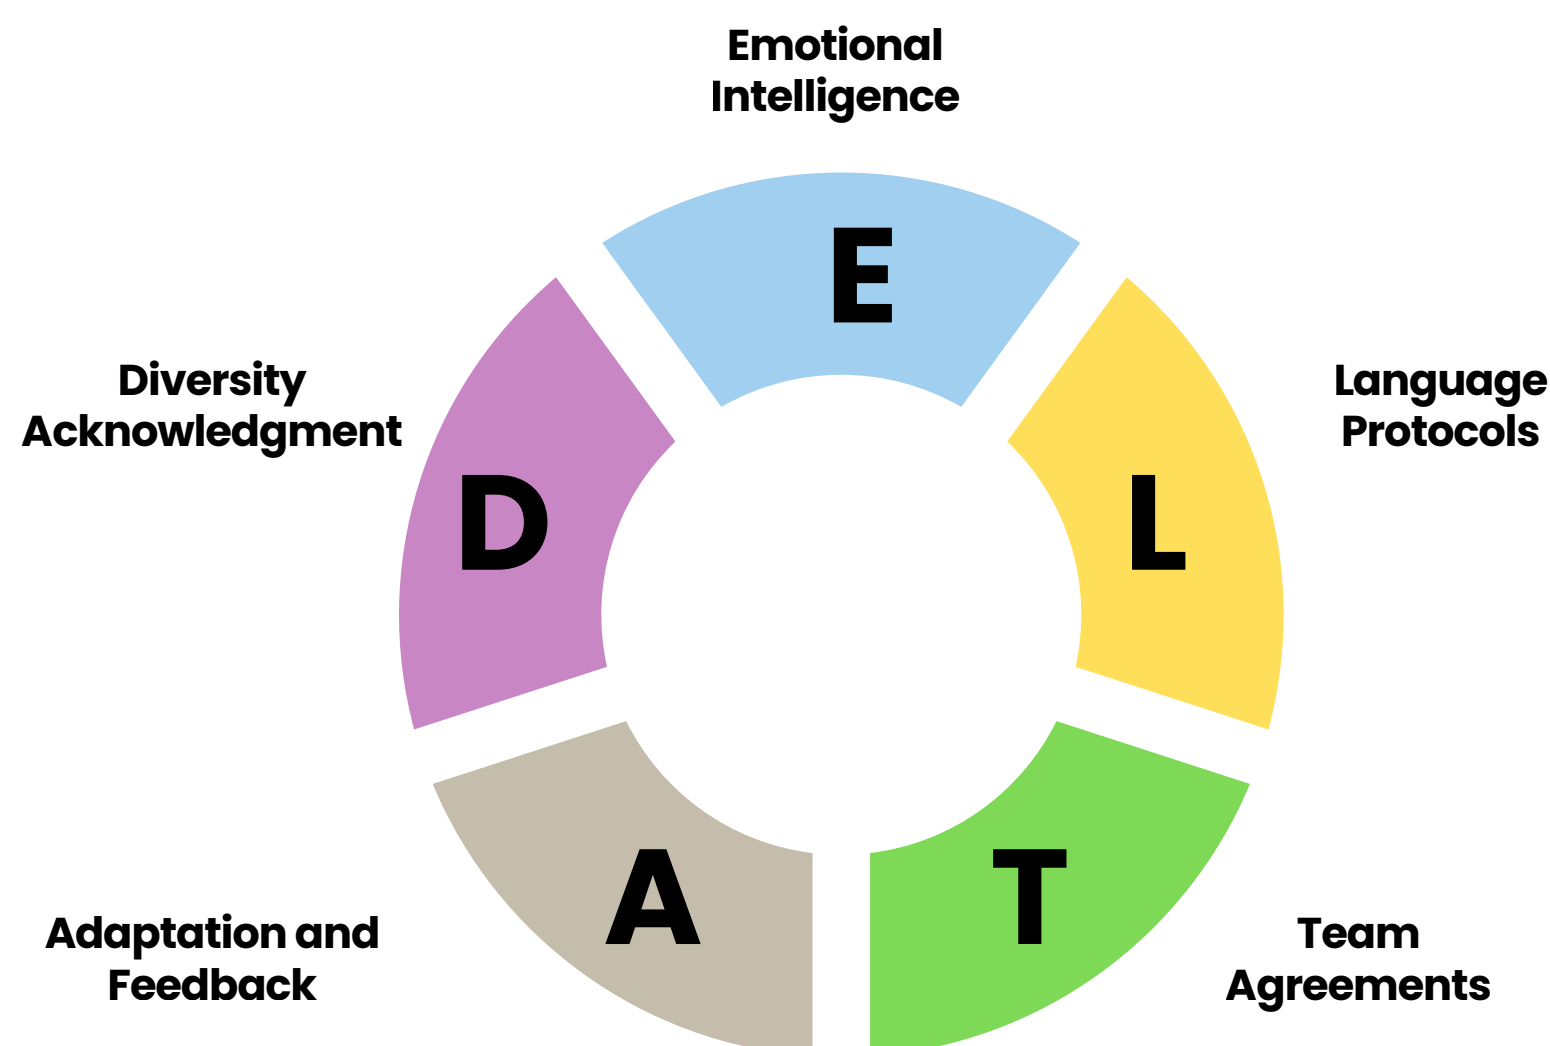 Emotional
Intelligence
E
Diversity
Acknowledgment
D
Language
Protocols
L
Adaptation and
Feedback
A
T
Team
Agreements